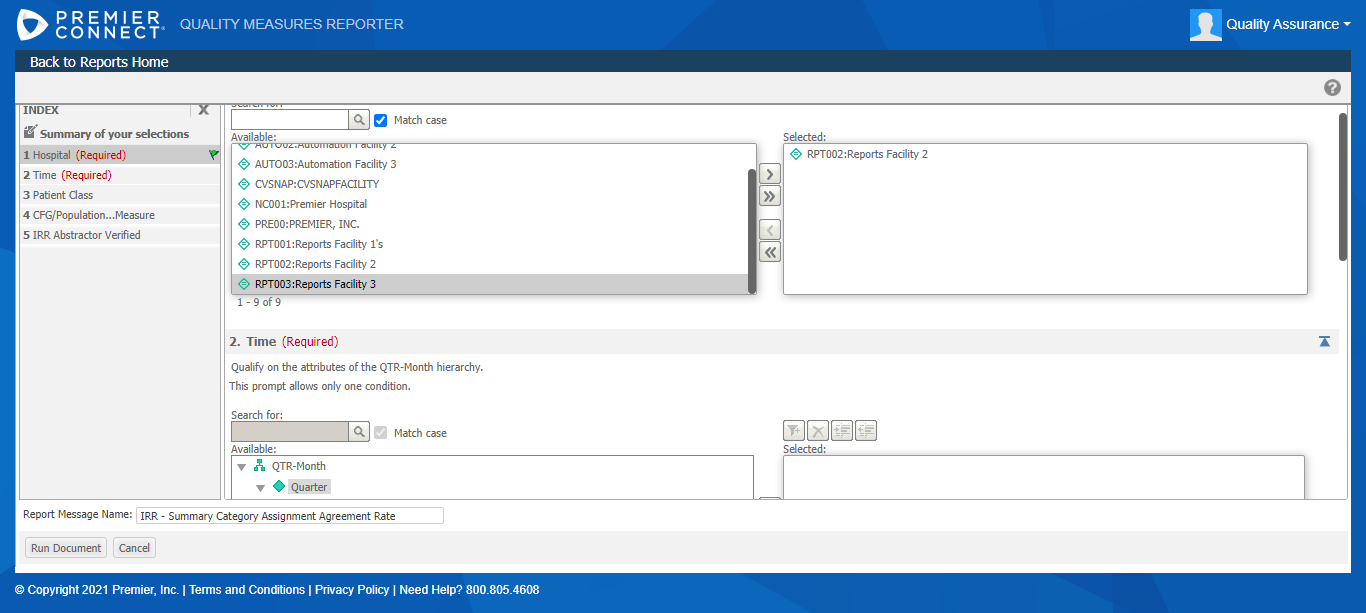 PREMIER CONNECT QUALITY MEASURES REPORTER
Quality Assurance
Back to Reports Home
INDEX X
Summary of your selections
1 Hospital (Required)
2 Time (Required)
3 Patient Class
4 CFG/Population...Measure
5 IRR Abstractor Verified
Search for:
Match case
Available:
AUTO02:Automation Facility 2
AUTO03:Automation Facility 3
CVSNAP:CVSNAPFACILITY
NC001:Premier Hospital
PRE00:PREMIER, INC.
RPT001:Reports Facility 1's
RPT002:Reports Facility 2
RPT003:Reports Facility 3
1 - 9 of 9
Selected:
RPT002:Reports Facility 2
2. Time (Required)
Qualify on the attributes of the QTR-Month hierarchy.
This prompt allows only one condition.
Search for:
Match case
Available:
QTR-Month
Quarter
Selected:
Report Message Name: IRR - Summary Category Assignment Agreement Rate
Run Document Cancel
© Copyright 2021 Premier, Inc. | Terms and Conditions | Privacy Policy | Need Help? 800.805.4608